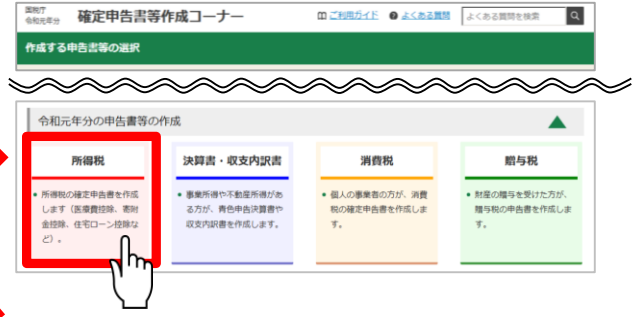 国税庁
令和元年分
確定申告書等作成コーナー
ご利用ガイド
よくある質問
よくある質問を検索
作成する申告書等の選択
令和元年分の申告書等の作成
所得税
• 所得税の確定申告書を作成
します（医療費控除、寄附
金控除、住宅ローン控除な
ど）。
決算書・収支内訳書
• 事業所得や不動産所得があ
る方が、青色申告決算書や
収支内訳書を作成します。
消費税
• 個人の事業者の方が、消費
税の確定申告書を作成しま
す。
贈与税
• 財産の贈与を受けた方が、
贈与税の申告書を作成しま
す。